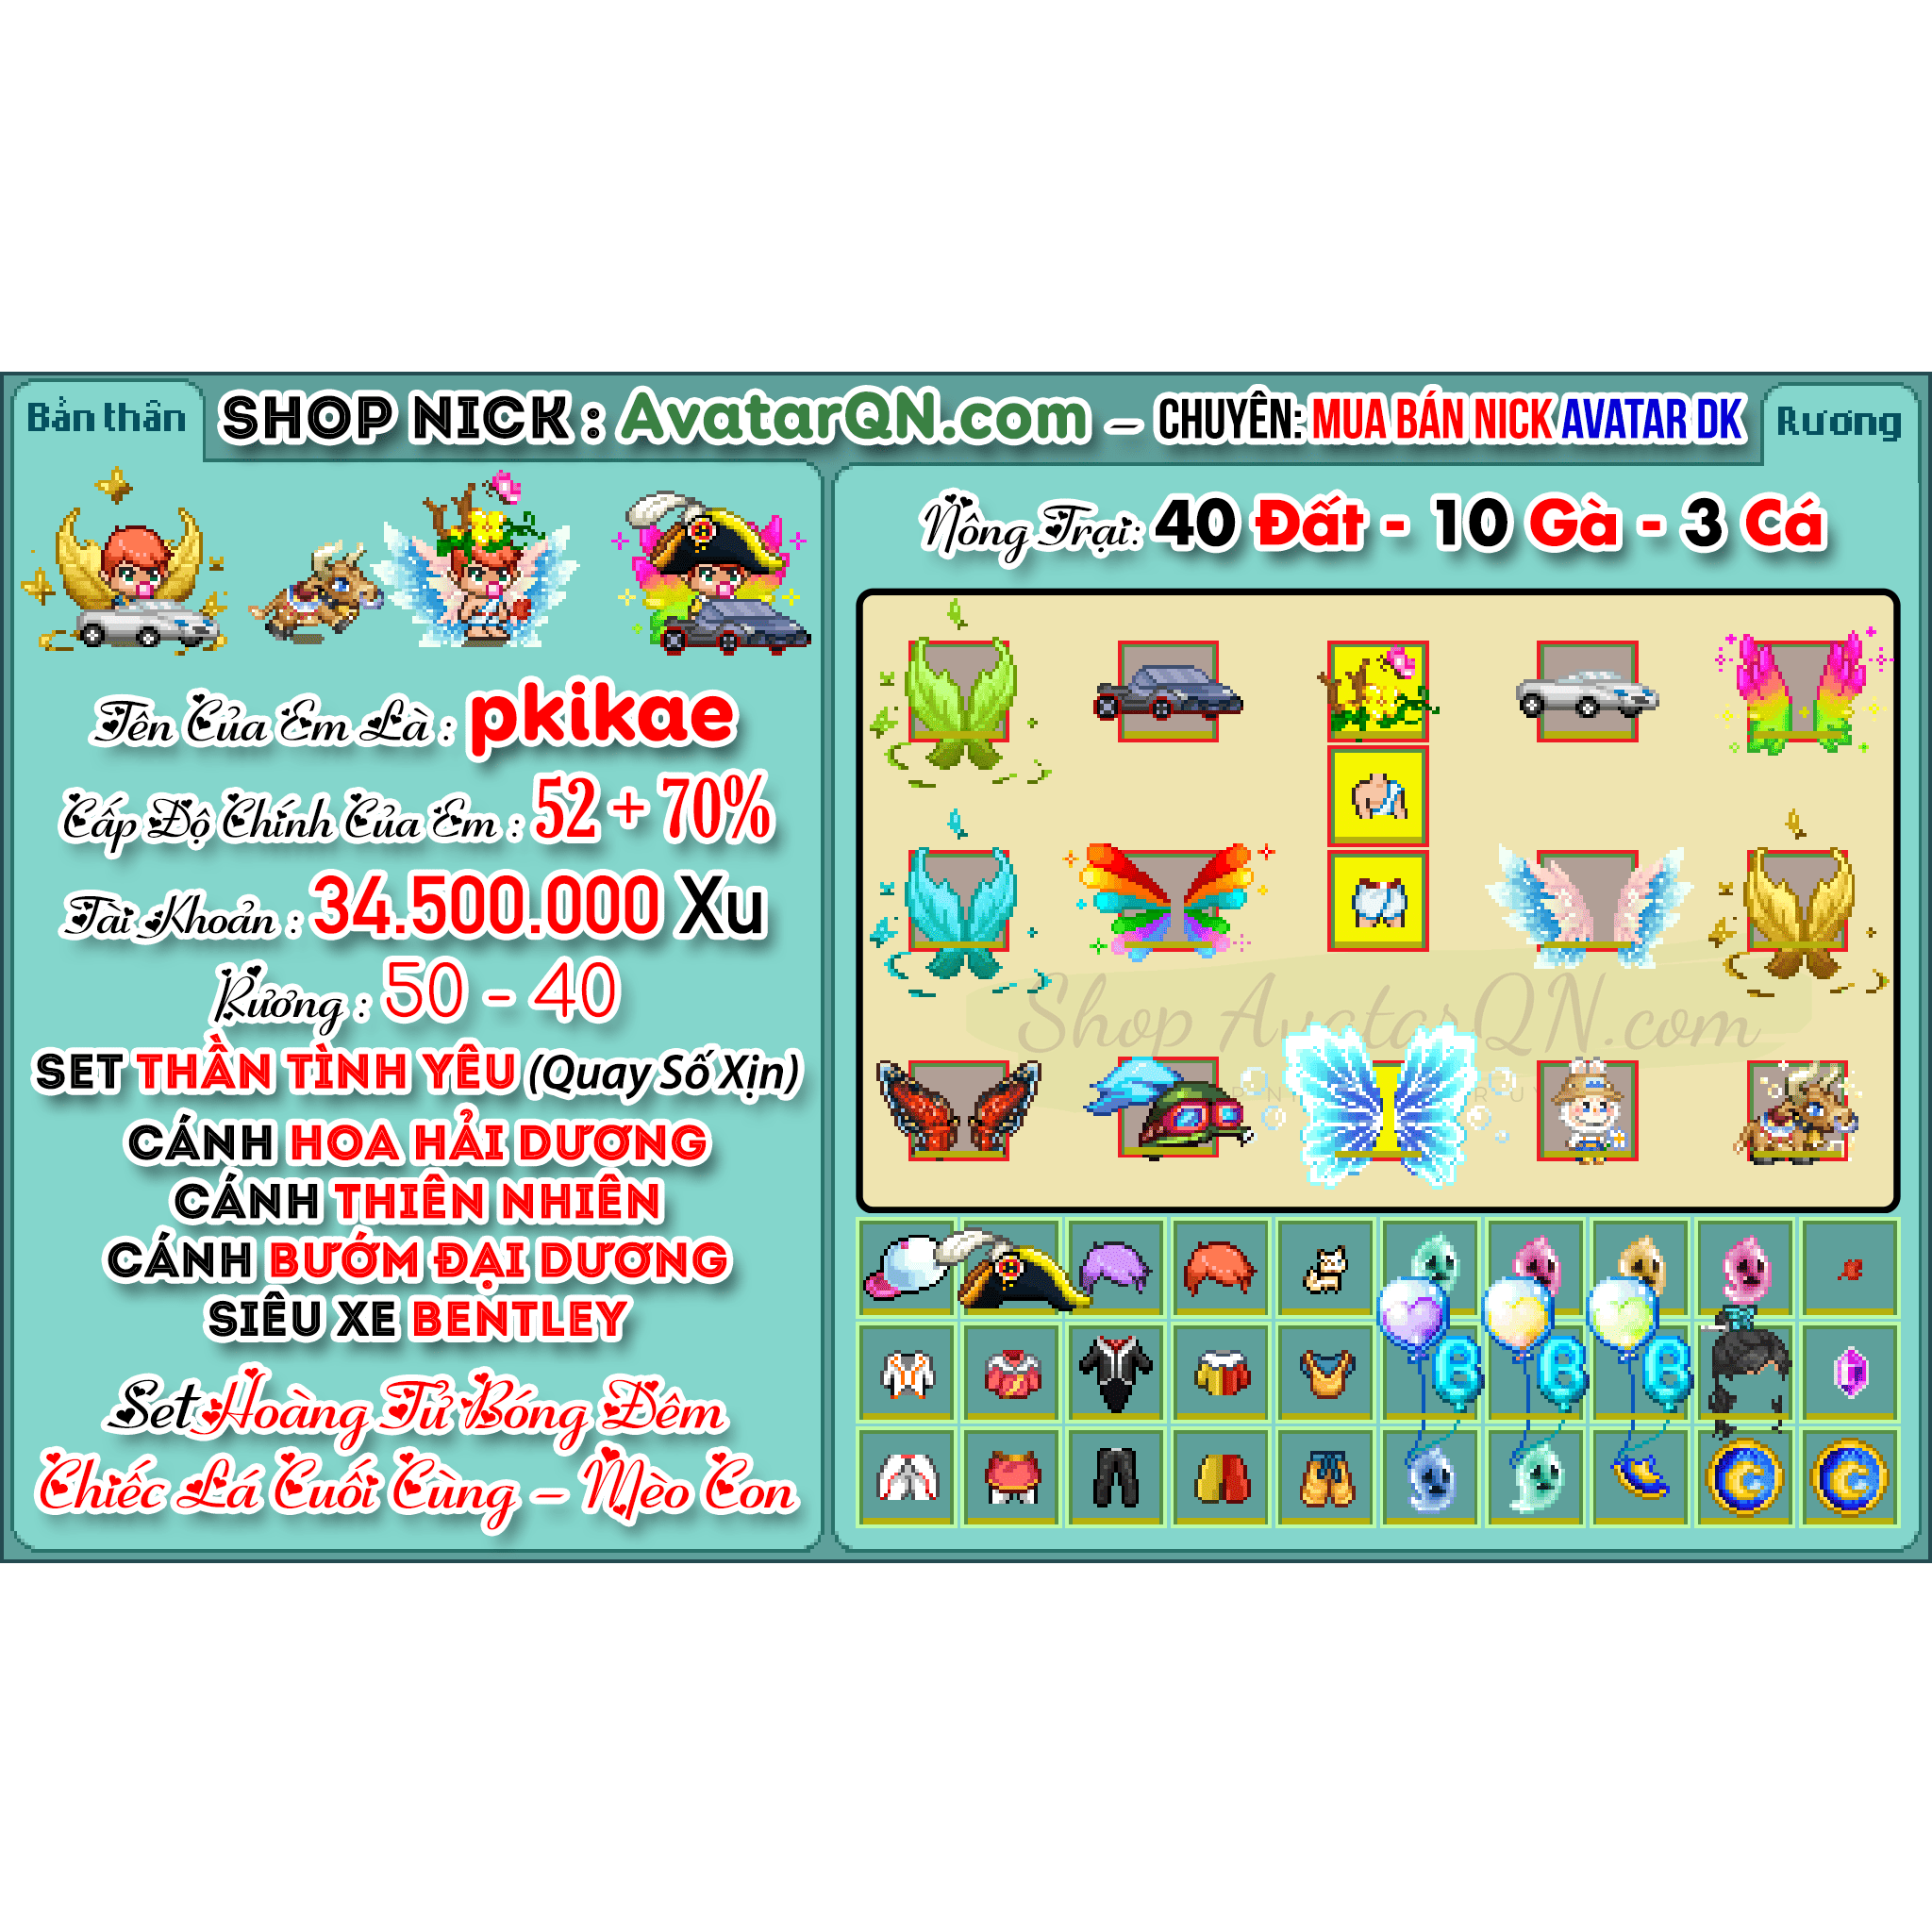 Bản thân
SHOP NICK : AvatarQN.com – CHUYÊN: MUA BÁN NICK AVATAR DK
Rương
Tên Của Em Là : pkikae
Cấp Độ Chính Của Em : 52 + 70%
Tài Khoản : 34.500.000 Xu
Rương : 50 - 40
SET THẦN TÌNH YÊU (Quay Số Xịn)
CÁNH HOA HẢI DƯƠNG
CÁNH THIÊN NHIÊN
CÁNH BƯỚM ĐẠI DƯƠNG
SIÊU XE BENTLEY
Set Hoàng Tử Bóng Đêm
Chiếc Lá Cuối Cùng – Mèo Con
Nông Trại: 40 Đất - 10 Gà - 3 Cá
Shop AvatarQN.com